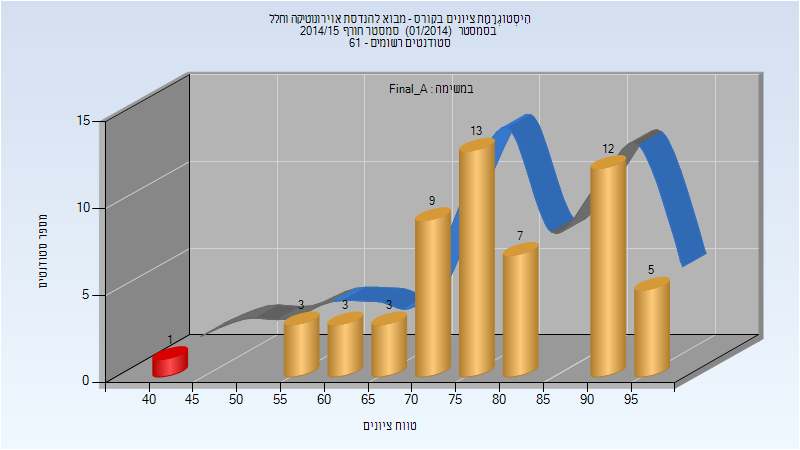 היסטוגרמת ציונים בקורס - מבוא להנדסת אוירונוטיקה וחלל
בסמסטר (01/2014) סמסטר חורף 2014/15
סטודנטים רשומים - 61
במשימה : Final_A
15
10
5
0
מספר סטודנטים
1
3
3
3
9
13
7
12
5
40 45 50 55 60 65 70 75 80 85 90 95
טווח ציונים